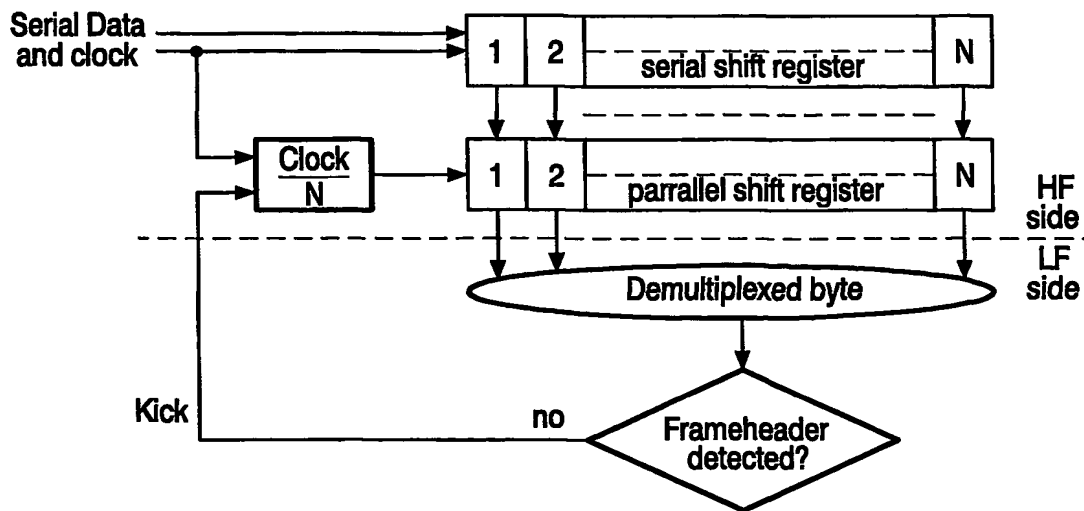 Serial Data
and clock
1 2 serial shift register N
Clock
N
1 2 parrallel shift register N
HF
side
LF
side
Demultiplexed byte
Kick
no
Frameheader
detected?